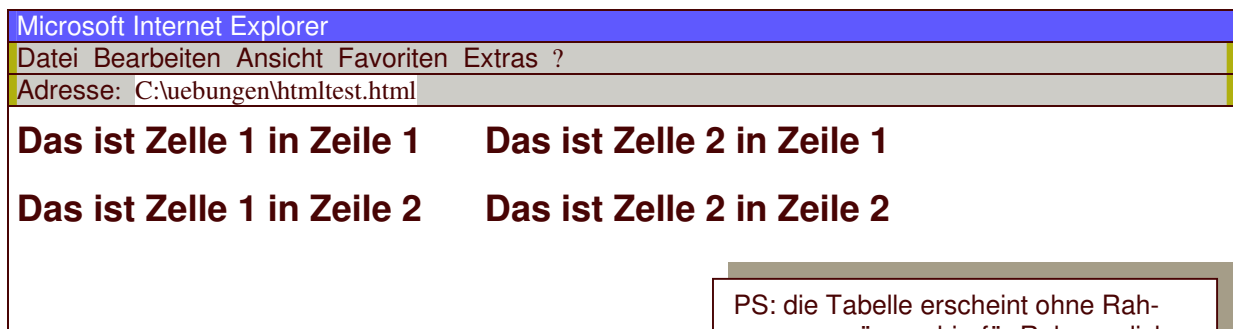 Microsoft Internet Explorer
Datei Bearbeiten Ansicht Favoriten Extras ?
Adresse: C:\uebungen\htmltest.html
Das ist Zelle 1 in Zeile 1 Das ist Zelle 2 in Zeile 1
Das ist Zelle 1 in Zeile 2 Das ist Zelle 2 in Zeile 2
PS: die Tabelle erscheint ohne Rah-